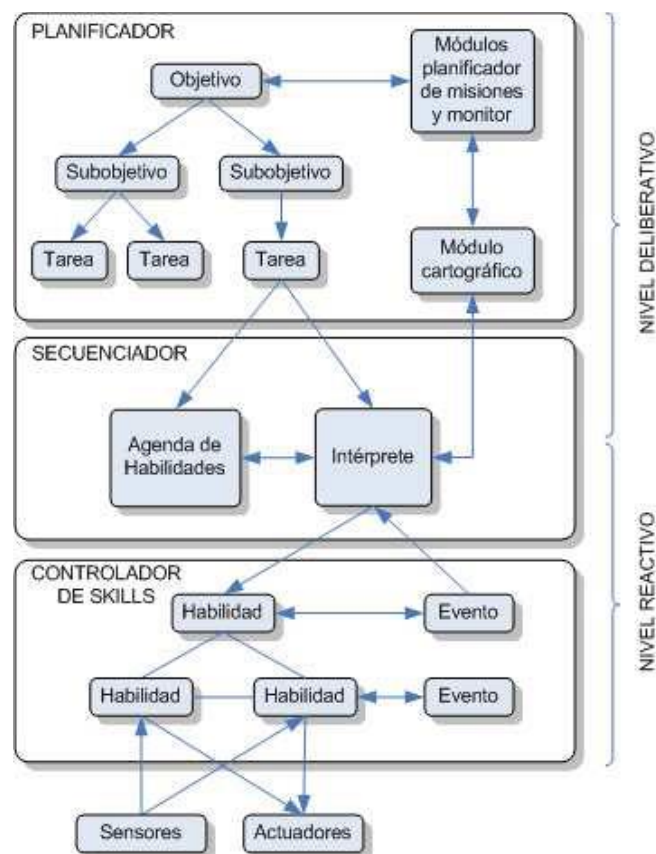 PLANIFICADOR
Objetivo
Módulos
planificador
de misiones
y monitor
Subobjetivo
Subobjetivo
Tarea
Tarea
Tarea
Módulo
cartográfico
NIVEL DELIBERATIVO
SECUENCIADOR
Agenda de
Habilidades
Intérprete
CONTROLADOR
DE SKILLS
Habilidad
Evento
Habilidad
Habilidad
Evento
NIVEL REACTIVO
Sensores
Actuadores